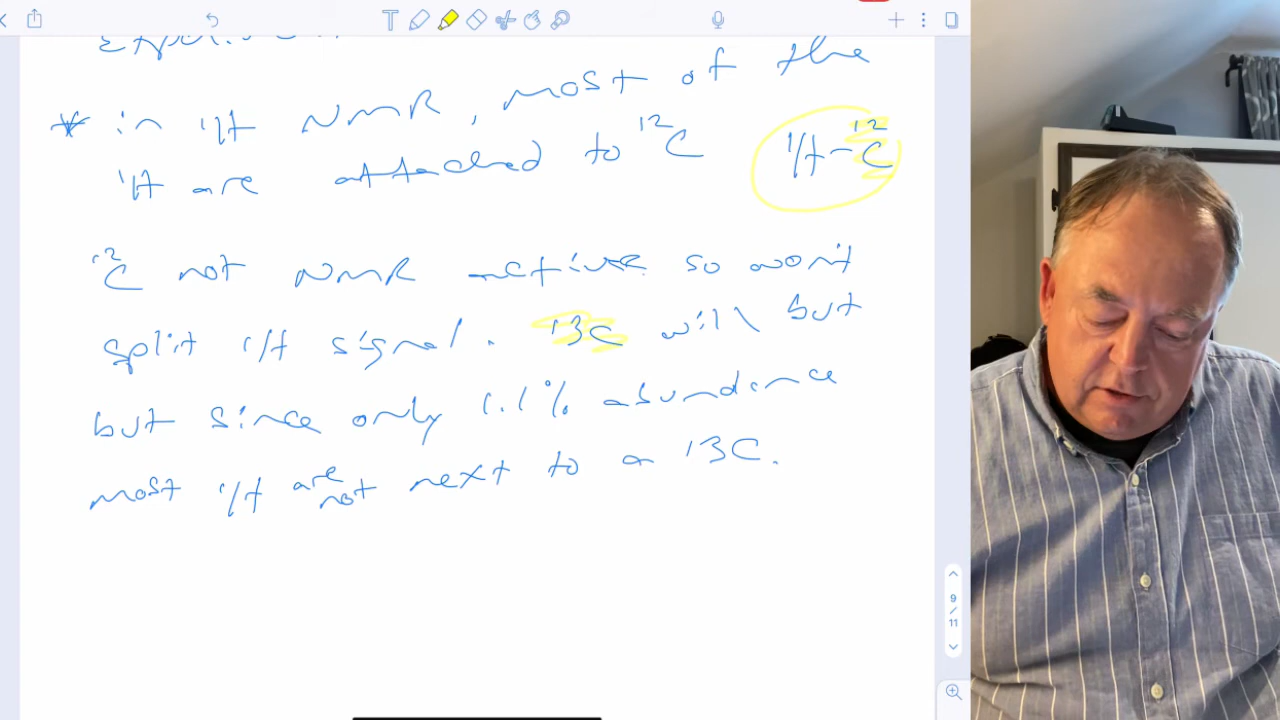 * in 1H NMR, most of the
1H are attached to 12C 1H-12C
12C not NMR active so won't
split 1H signal. 13C will but
but since only 1.1% abundance
most 1H are not next to a 13C.
9
/
11